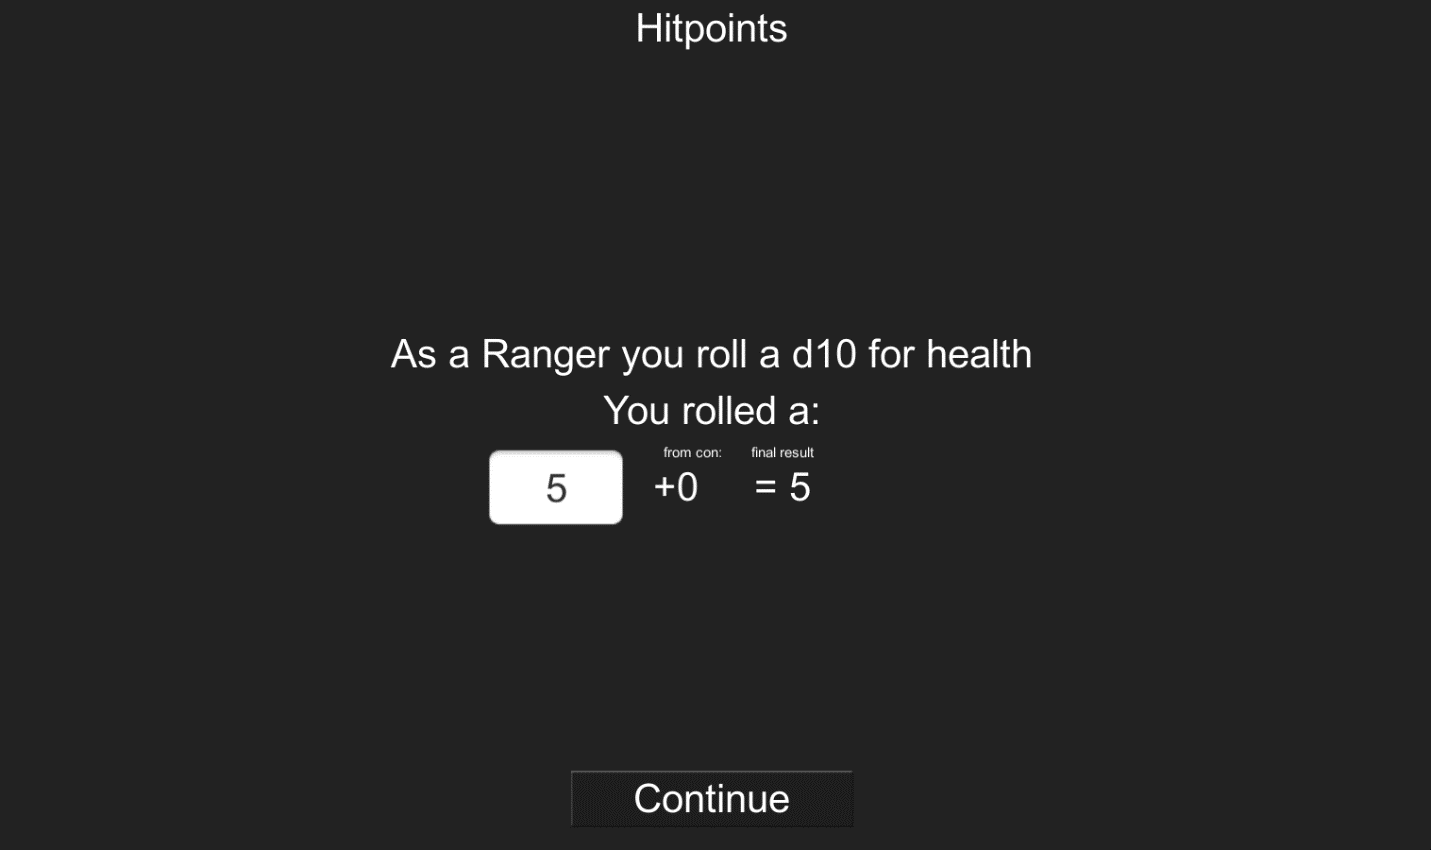 Hitpoints
As a Ranger you roll a d10 for health
You rolled a:
from con: final result
5 +0 = 5
Continue